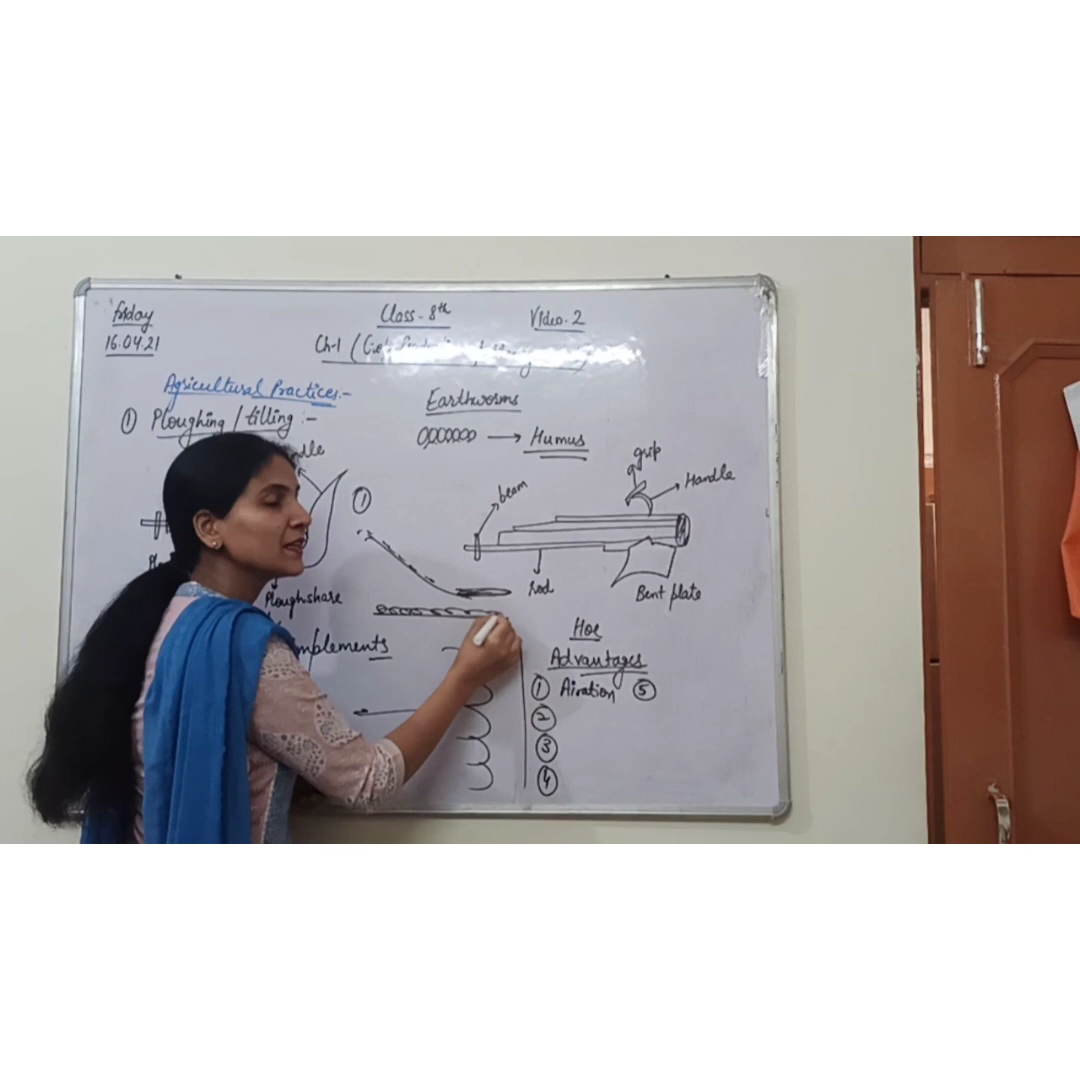 Friday
16.04.21
Class-8th
Video-2
Ch-1 (
Agricultural Practices:-
① Ploughing / tilling :-
Earthworms
→ Humus
grip
Handle
beam
①
Rod
Bent plate
Ploughshare
Hoe
Advantages
① Airation ⑤
②
③
④